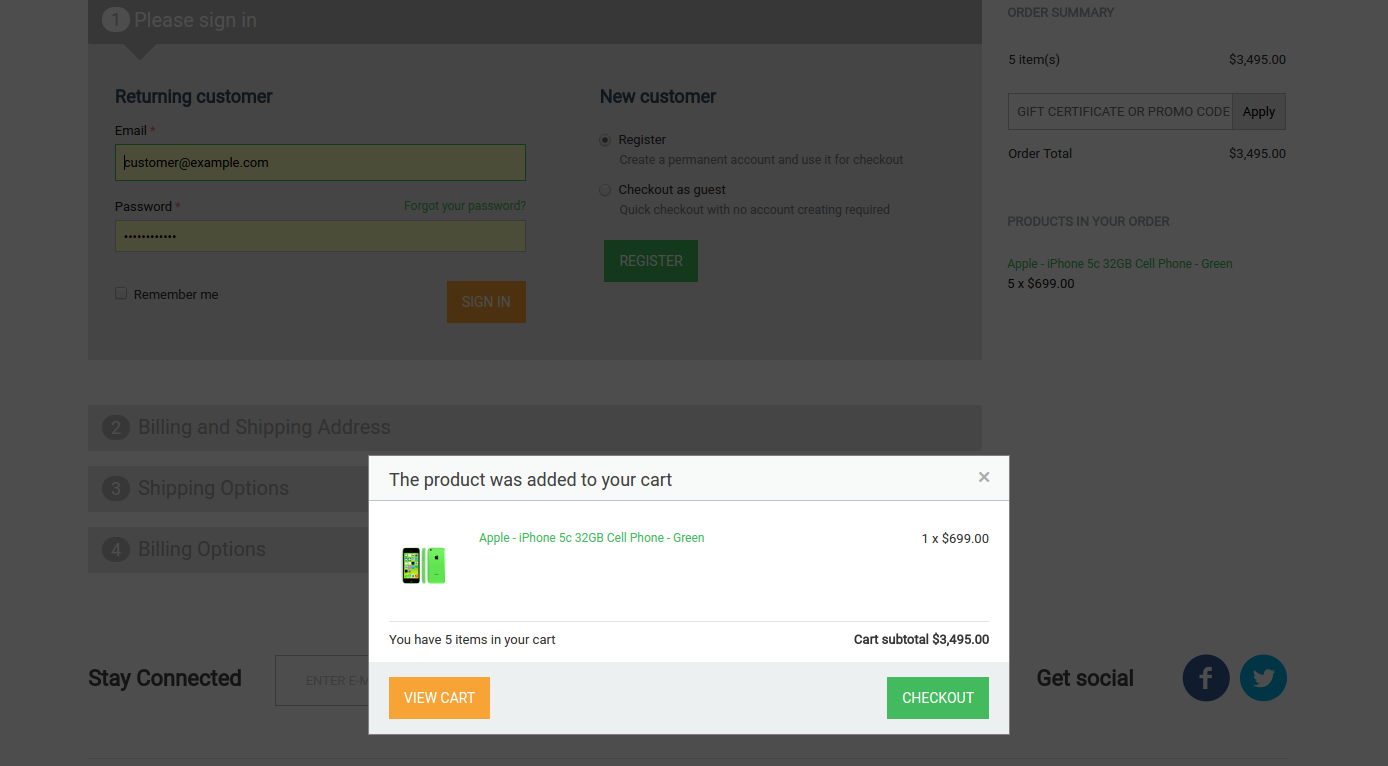 1 Please sign in
Returning customer
Email *
customer@example.com
Password *
Forgot your password?
••••••••••••
Remember me
SIGN IN
New customer
Register
Create a permanent account and use it for checkout
Checkout as guest
Quick checkout with no account creating required
REGISTER
ORDER SUMMARY
5 item(s) $3,495.00
GIFT CERTIFICATE OR PROMO CODE Apply
Order Total $3,495.00
PRODUCTS IN YOUR ORDER
Apple - iPhone 5c 32GB Cell Phone - Green
5 x $699.00
2 Billing and Shipping Address
3 Shipping Options
4 Billing Options
The product was added to your cart ×
Apple - iPhone 5c 32GB Cell Phone - Green 1 x $699.00
You have 5 items in your cart Cart subtotal $3,495.00
VIEW CART CHECKOUT
Stay Connected
ENTER E-M
Get social